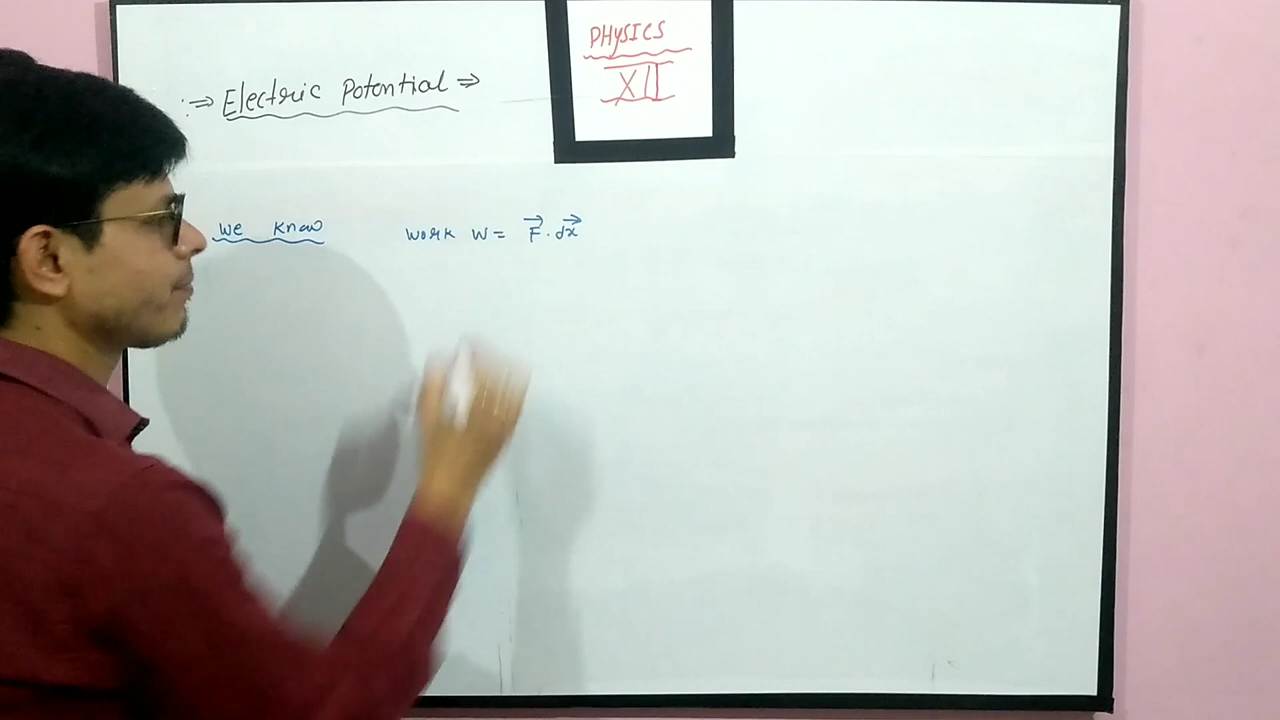 PHYSICS
XII
:⇒ Electric Potential ⇒
we know work W = F⃗ . dx⃗